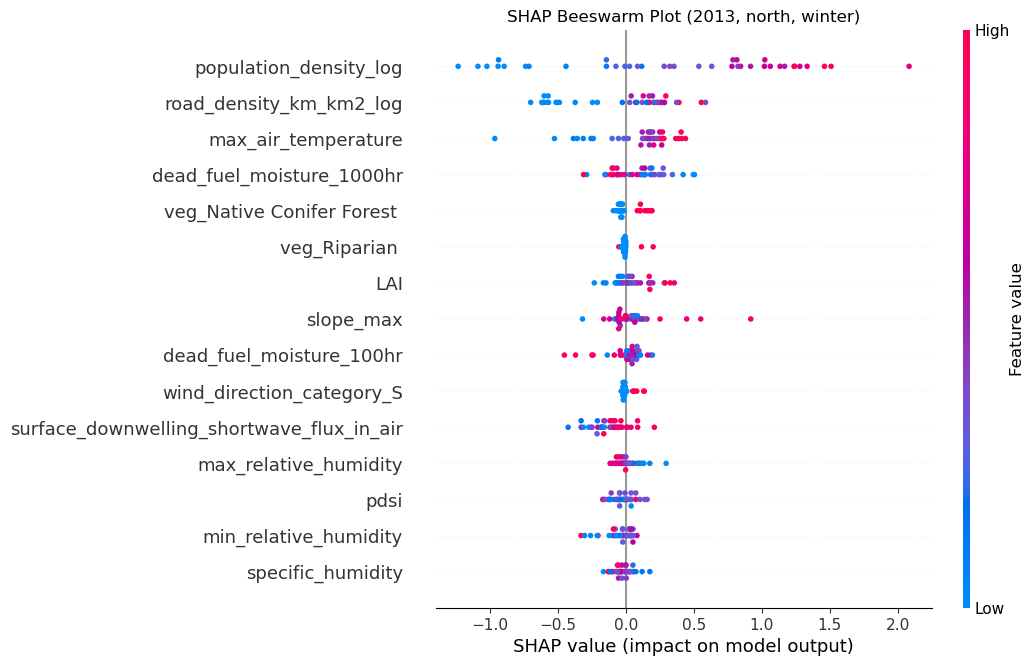 SHAP Beeswarm Plot (2013, north, winter)
High
population_density_log
road_density_km_km2_log
max_air_temperature
dead_fuel_moisture_1000hr
veg_Native Conifer Forest
veg_Riparian
LAI
slope_max
dead_fuel_moisture_100hr
wind_direction_category_S
surface_downwelling_shortwave_flux_in_air
max_relative_humidity
pdsi
min_relative_humidity
specific_humidity
Feature value
Low
−1.0 −0.5 0.0 0.5 1.0 1.5 2.0
SHAP value (impact on model output)